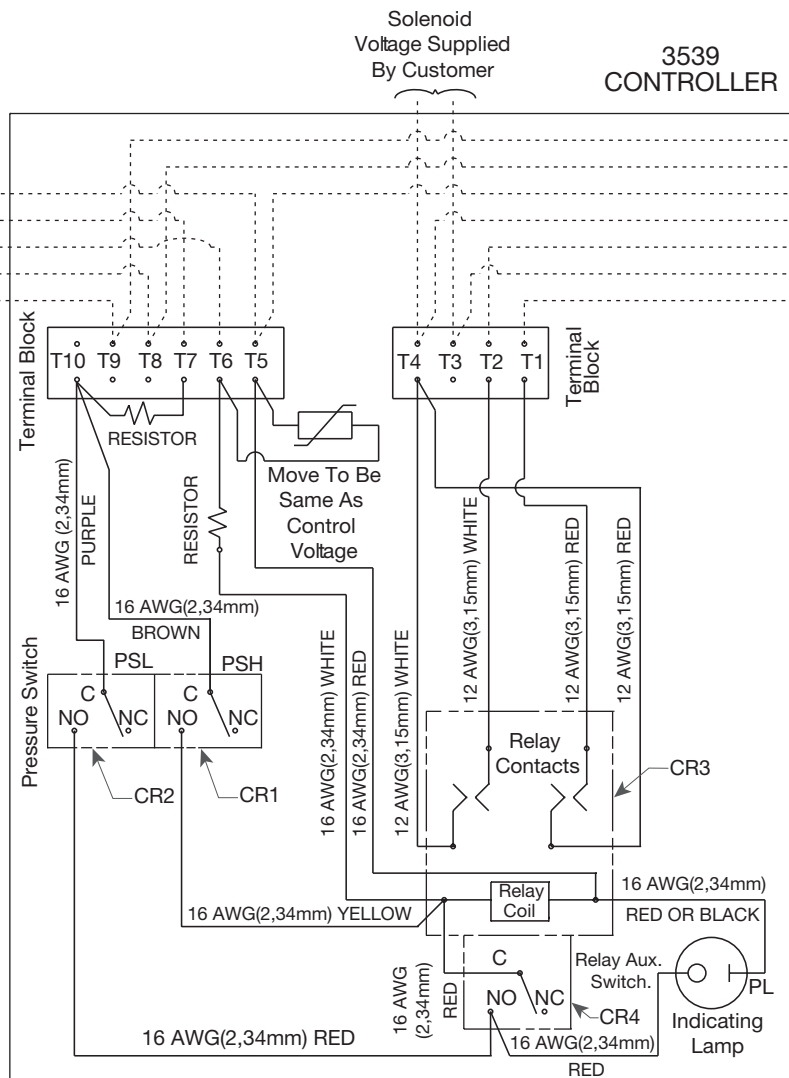 Solenoid
Voltage Supplied
By Customer
3539
CONTROLLER
Terminal Block
T10 T9 T8 T7 T6 T5
T4 T3 T2 T1
Terminal
Block
RESISTOR
Move To Be
Same As
Control
Voltage
RESISTOR
16 AWG (2,34mm)
PURPLE
16 AWG(2,34mm)
BROWN
12 AWG(3,15mm) WHITE
12 AWG(3,15mm) RED
12 AWG(3,15mm) RED
16 AWG(2,34mm) WHITE
16 AWG(2,34mm) RED
12 AWG(3,15mm) WHITE
Pressure Switch
PSL
PSH
C
NO
NC
C
NO
NC
CR2
CR1
Relay
Contacts
CR3
16 AWG(2,34mm) YELLOW
Relay
Coil
16 AWG(2,34mm)
RED OR BLACK
C
NO
NC
16 AWG
(2,34mm)
RED
Relay Aux.
Switch.
CR4
PL
Indicating
Lamp
16 AWG(2,34mm) RED
16 AWG(2,34mm)
RED